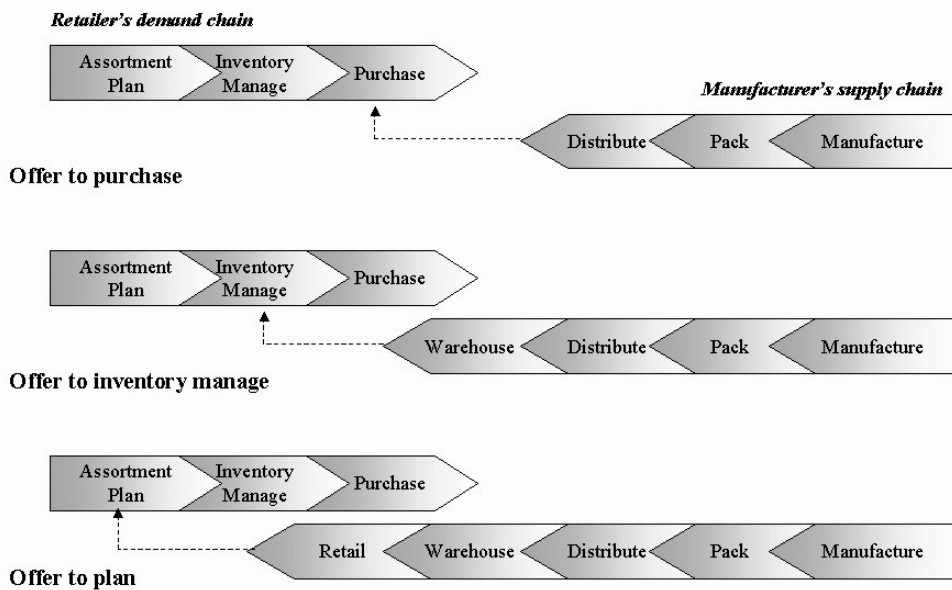 Retailer's demand chain
Assortment Plan
Inventory Manage
Purchase
Manufacturer's supply chain
Distribute
Pack
Manufacture
Offer to purchase
Assortment Plan
Inventory Manage
Purchase
Warehouse
Distribute
Pack
Manufacture
Offer to inventory manage
Assortment Plan
Inventory Manage
Purchase
Retail
Warehouse
Distribute
Pack
Manufacture
Offer to plan